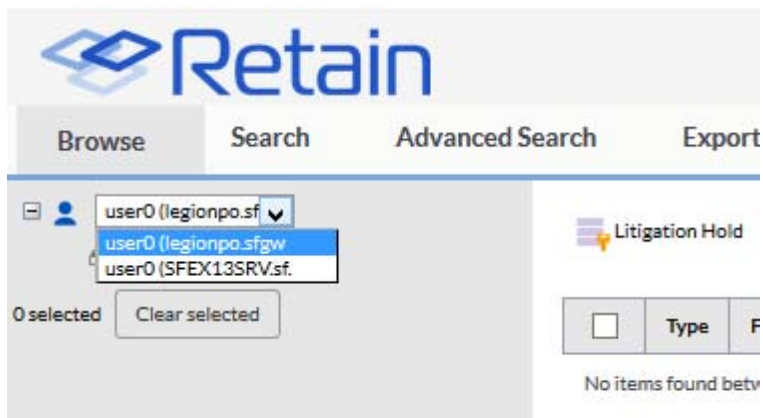 Retain
Browse Search Advanced Search Export
user0 (legionpo.sf
user0 (legionpo.sfgw
user0 (SFEX13SRV.sf.
Litigation Hold
0 selected Clear selected
Type F
No items found betw